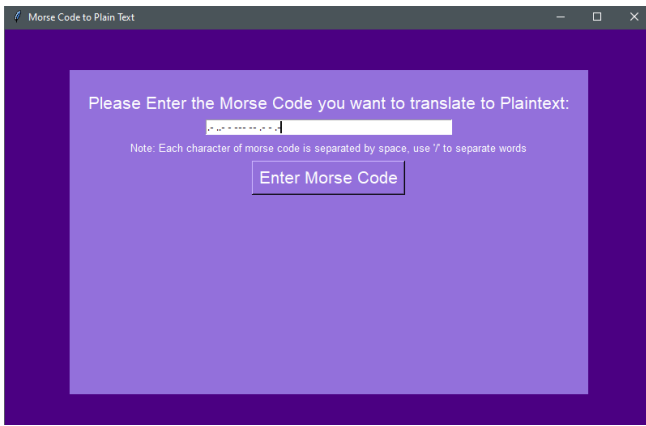 Morse Code to Plain Text
Please Enter the Morse Code you want to translate to Plaintext:
.- ..- - --- -- .- - .-
Note: Each character of morse code is separated by space, use '/' to separate words
Enter Morse Code